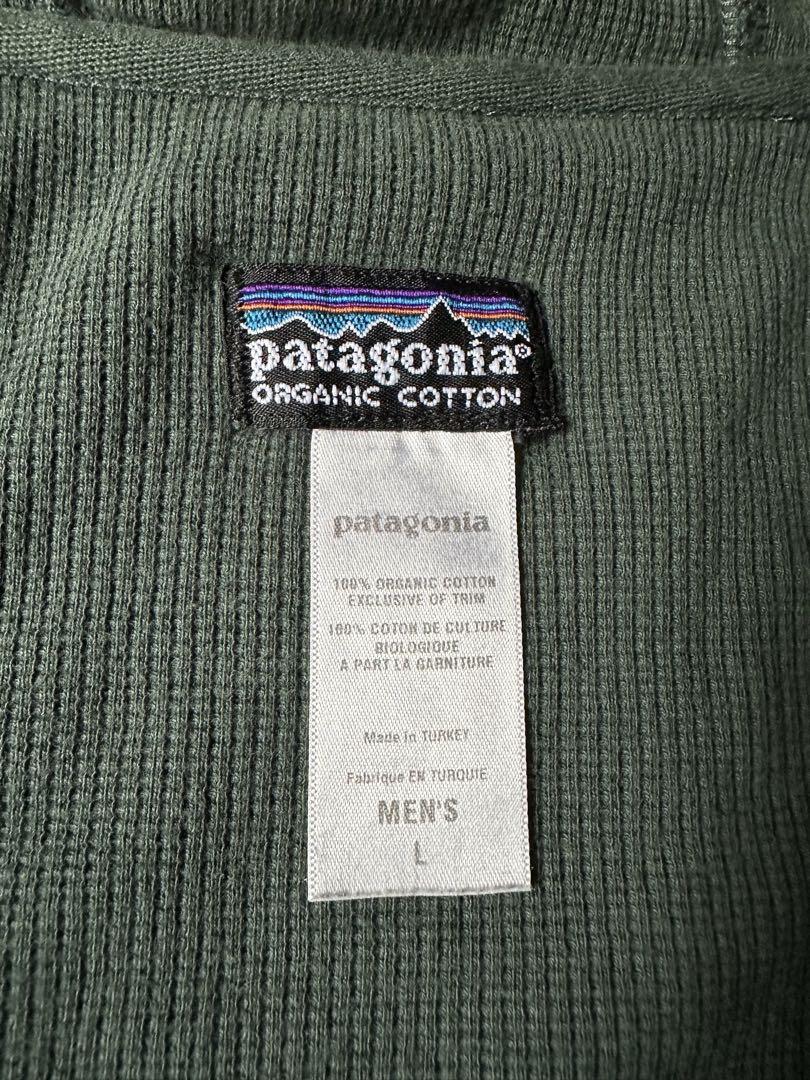 patagonia®
ORGANIC COTTON
patagonia
100% ORGANIC COTTON
EXCLUSIVE OF TRIM
100% COTON DE CULTURE
BIOLOGIQUE
A PART LA GARNITURE
Made in TURKEY
Fabrique EN TURQUIE
MEN'S
L